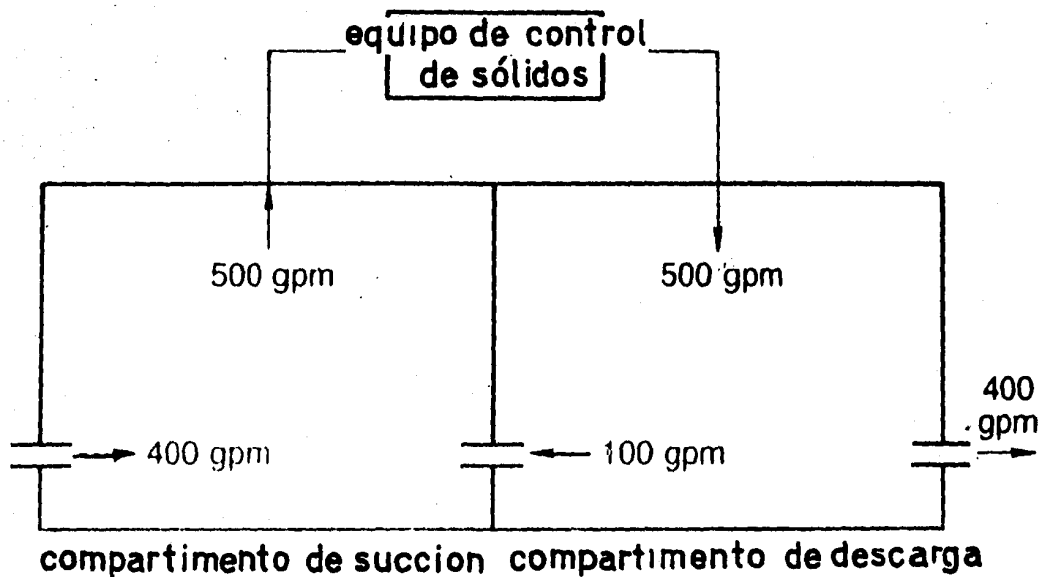 equipo de control
de sólidos
500 gpm
500 gpm
400
gpm
400 gpm
100 gpm
compartimento de succion
compartimento de descarga